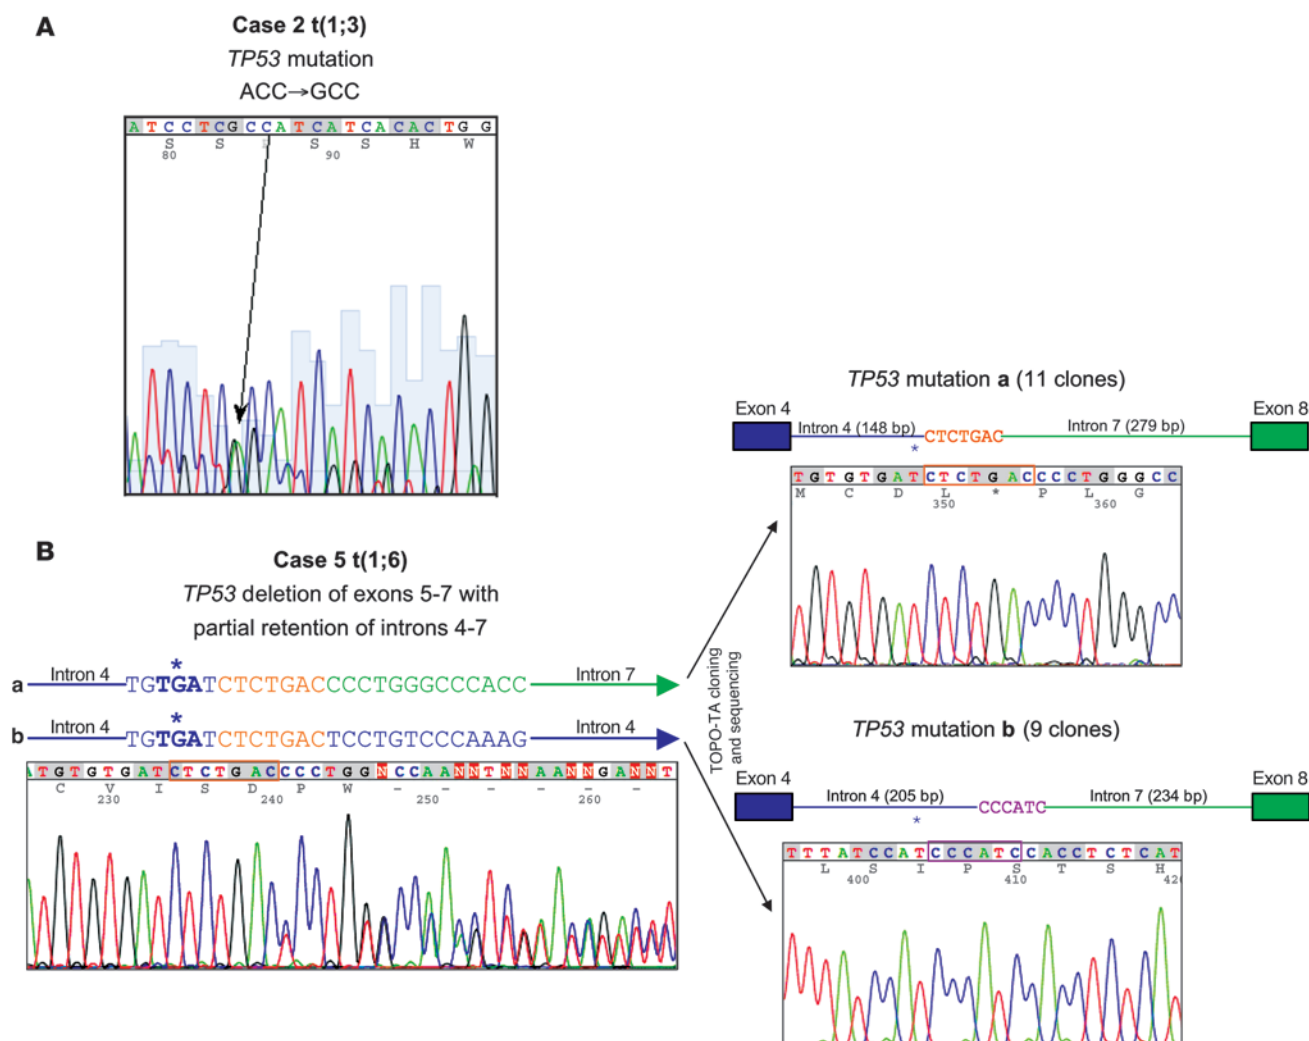 A
Case 2 t(1;3)
TP53 mutation
ACC→GCC
ATCCTCGCCATCATCACACTGG
S S S S H W
80 90
B
Case 5 t(1;6)
TP53 deletion of exons 5-7 with
partial retention of introns 4-7
*
a Intron 4 TGTGATCTCTGACCCCTGGGCCCACC Intron 7
*
b Intron 4 TGTGATCTCTGACTCCTGTCCCAAAG Intron 4
ATGTGTGATCTCTGACCCCTGGNCCAANNTNNAANNGANNT
C V I S D P W - - - - - -
230 240 250 260
TOPO-TA cloning
and sequencing
TP53 mutation a (11 clones)
Exon 4 Exon 8
Intron 4 (148 bp) CTCTGAC Intron 7 (279 bp)
*
TGTGTGATCTCTGACCCCTGGGCC
M C D L * P L G
350 360
TP53 mutation b (9 clones)
Exon 4 Exon 8
Intron 4 (205 bp) CCCATC Intron 7 (234 bp)
*
TTTATCCATCCCATCCACCTCTCAT
L S I P S T S H
400 410 420